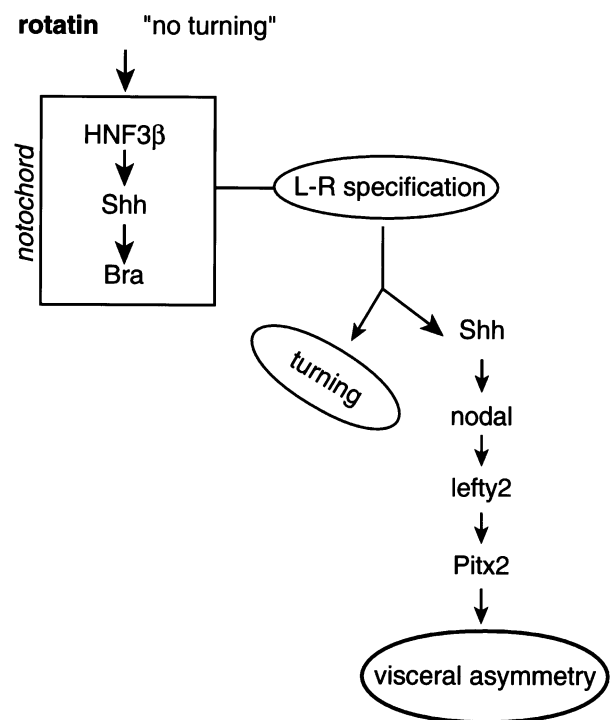 rotatin "no turning"
notochord
HNF3β
Shh
Bra
L-R specification
turning
Shh
nodal
lefty2
Pitx2
visceral asymmetry